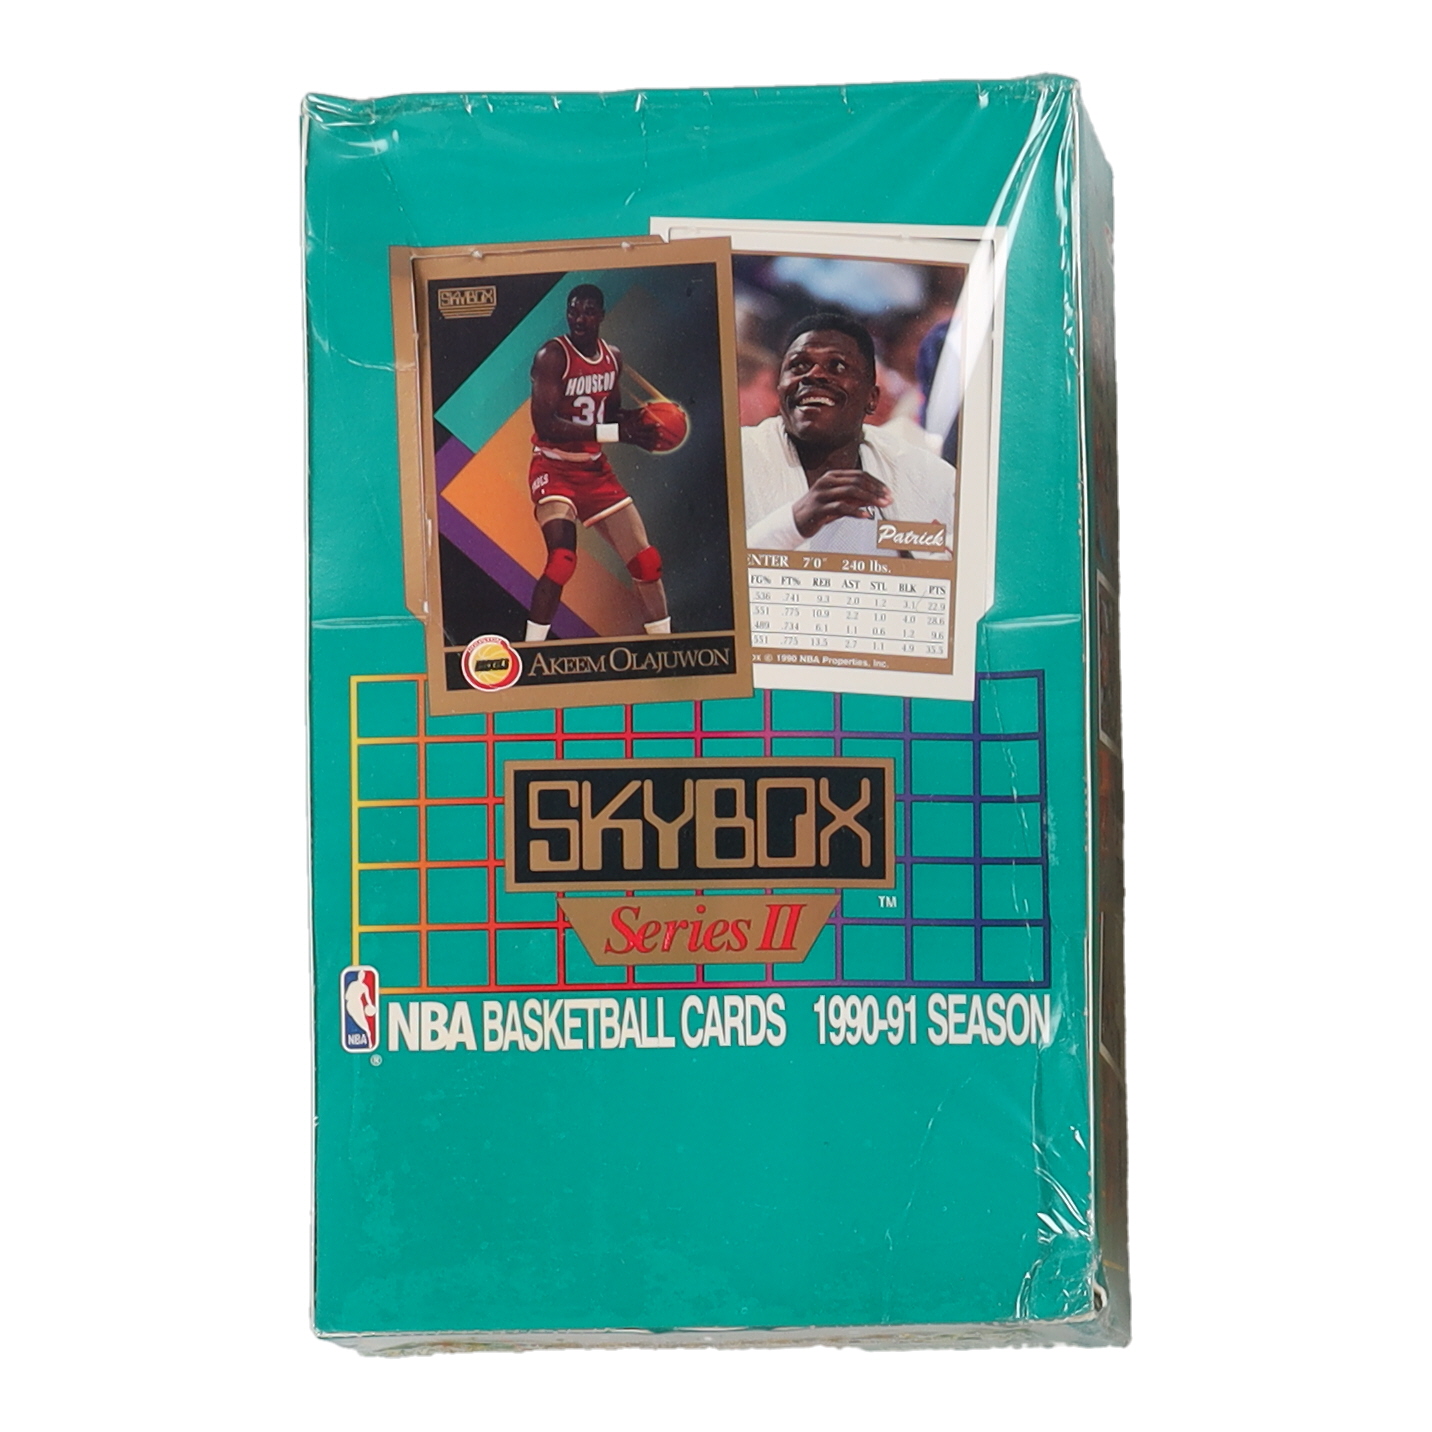 SKYBOX
HOUSTON
34
AKEEM OLAJUWON
Patrick
ENTER 7'0" 240 lbs.
FG% FT% REB AST STL BLK PTS
.536 .741 9.3 2.0 1.2 3.1 22.9
.551 .775 10.9 2.2 1.0 4.0 28.6
.489 .734 6.1 1.1 0.6 1.2 9.6
.551 .775 13.5 2.7 1.1 4.9 35.5
© 1990 NBA Properties, Inc.
SKYBOX
TM
Series II
NBA
®
NBA BASKETBALL CARDS 1990-91 SEASON